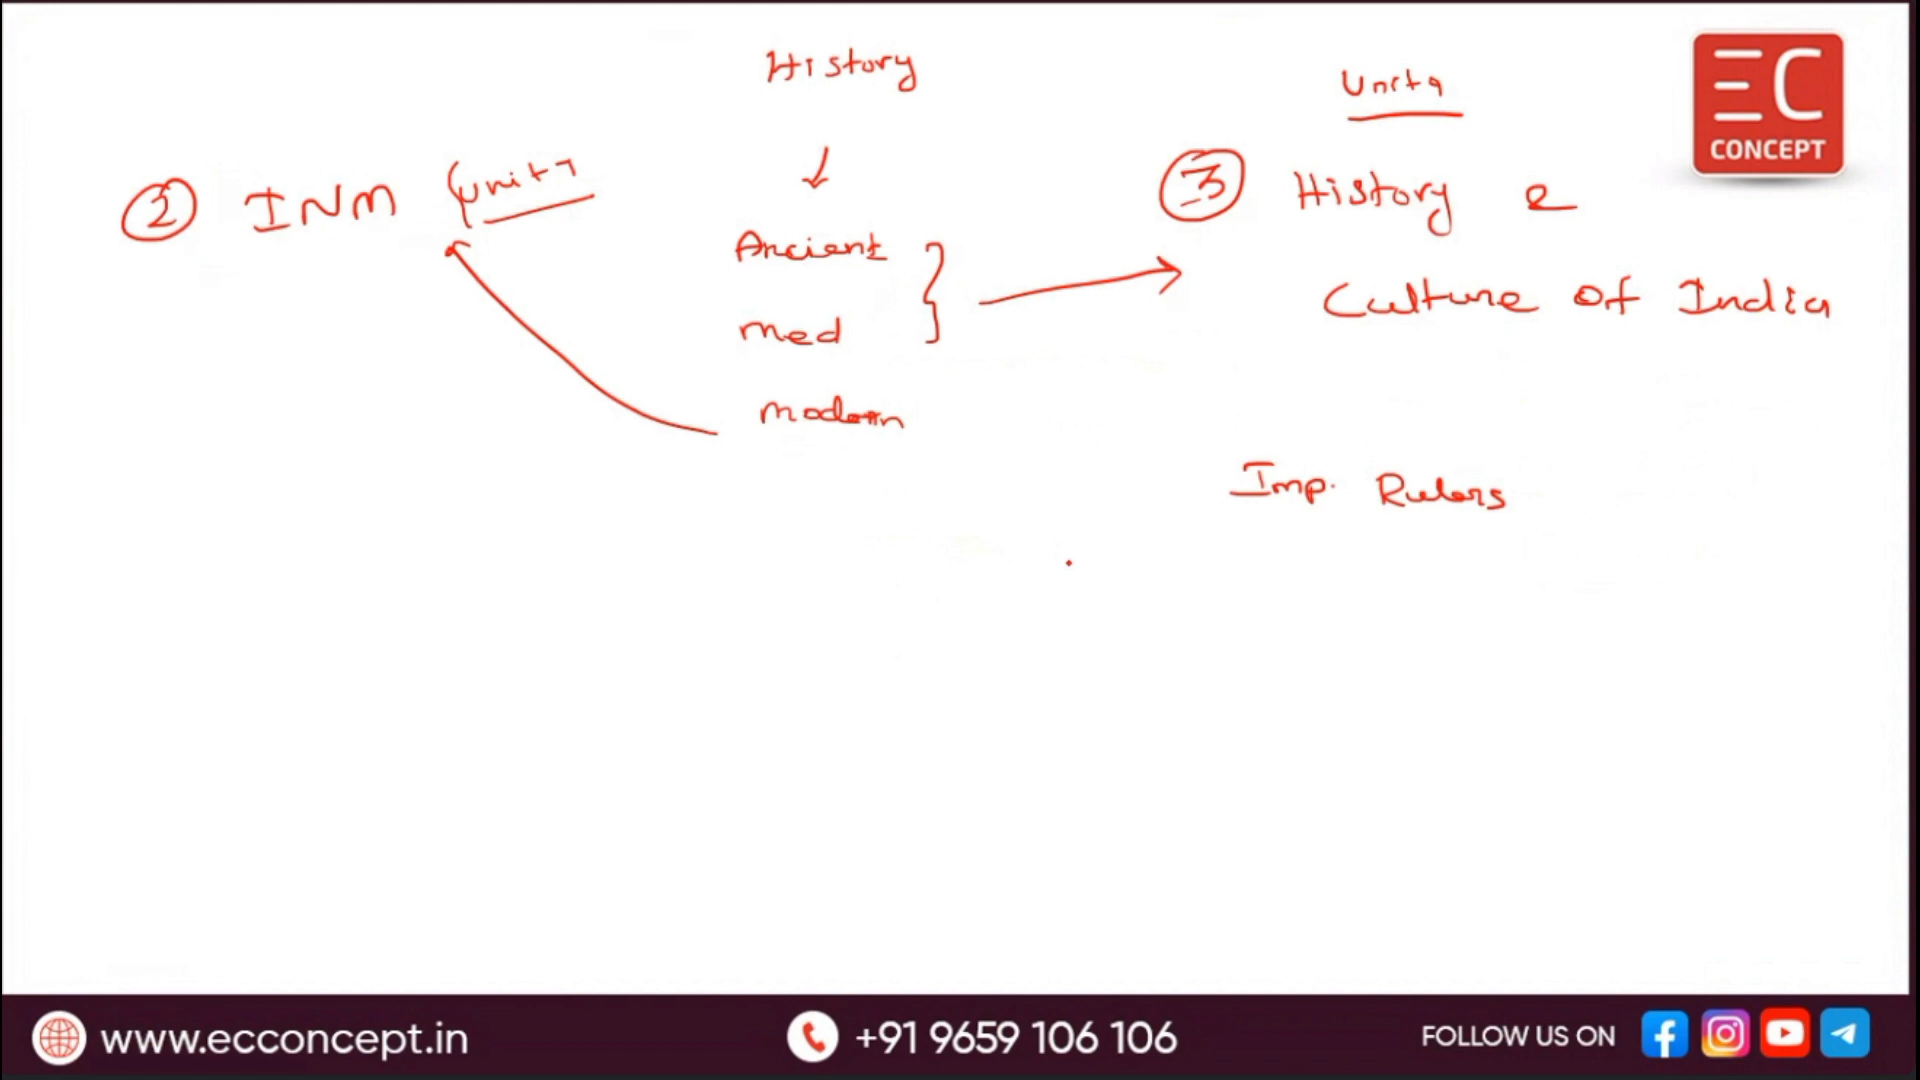 History
Unit 9
② INM (unit 7
③ History &
Culture of India
Ancient
med
modern
Imp. Rulers
EC
CONCEPT
www.ecconcept.in
+91 9659 106 106
FOLLOW US ON